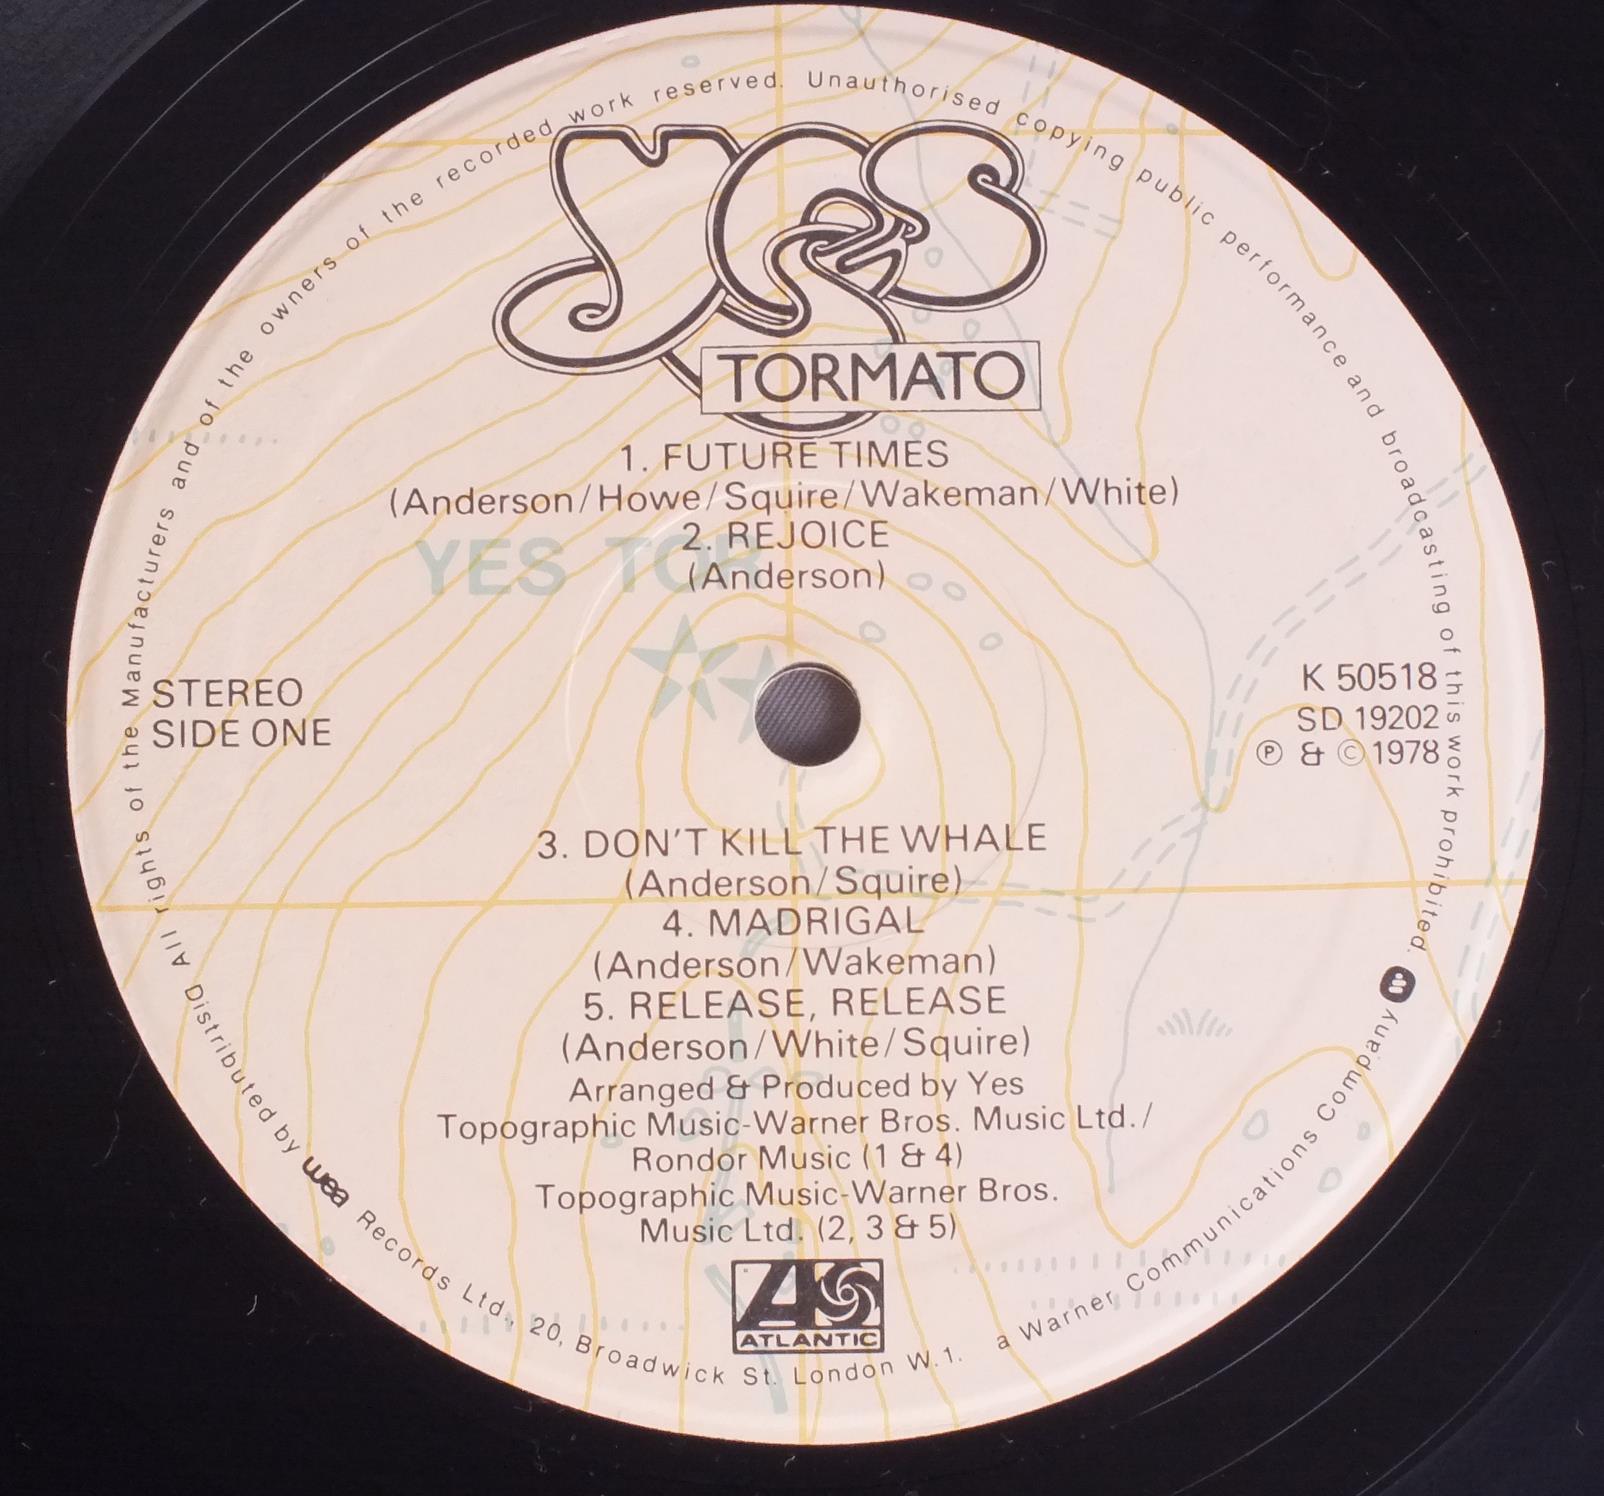 All rights of the Manufacturers and of the owners of the recorded work reserved. Unauthorised copying public performance and broadcasting of this work prohibited.
YES
TORMATO
1. FUTURE TIMES
(Anderson/Howe/Squire/Wakeman/White)
2. REJOICE
(Anderson)
YES TOR
STEREO
SIDE ONE
K 50518
SD 19202
Ⓟ & © 1978
3. DON'T KILL THE WHALE
(Anderson/Squire)
4. MADRIGAL
(Anderson/Wakeman)
5. RELEASE, RELEASE
(Anderson/White/Squire)
Arranged & Produced by Yes
Topographic Music-Warner Bros. Music Ltd./
Rondor Music (1 & 4)
Topographic Music-Warner Bros.
Music Ltd. (2, 3 & 5)
ATLANTIC
Distributed by wea Records Ltd., 20, Broadwick St. London W.1. a Warner Communications Company